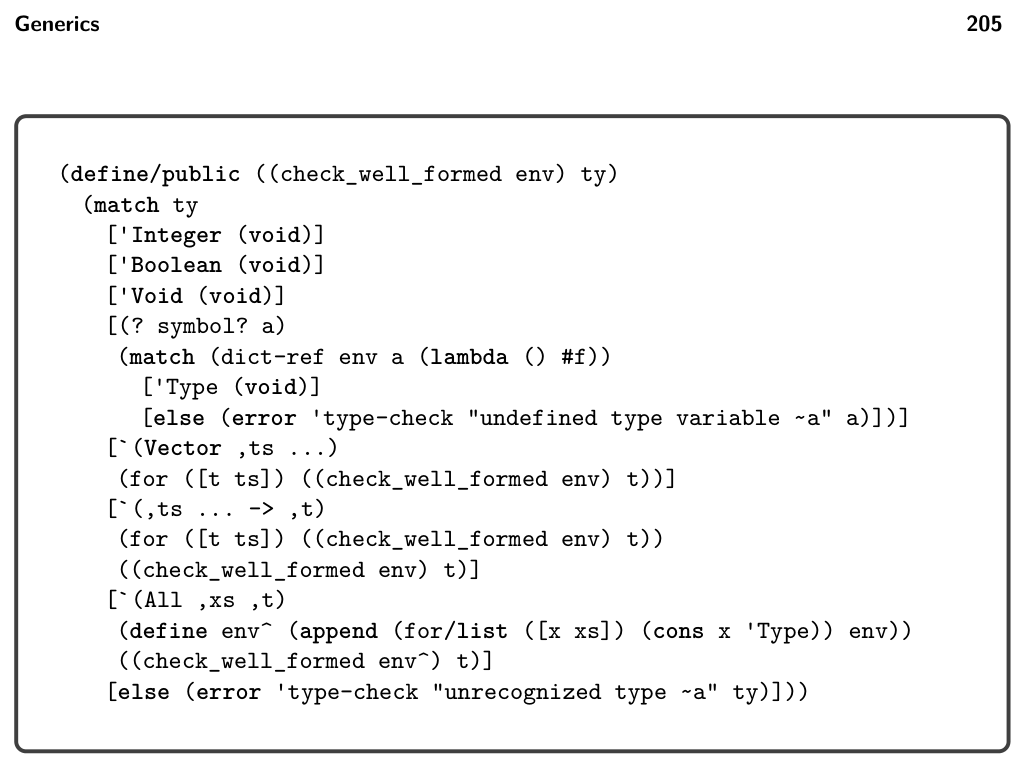 Generics 205
(define/public ((check_well_formed env) ty)
  (match ty
    ['Integer (void)]
    ['Boolean (void)]
    ['Void (void)]
    [(? symbol? a)
     (match (dict-ref env a (lambda () #f))
       ['Type (void)]
       [else (error 'type-check "undefined type variable ~a" a)])]
    [`(Vector ,ts ...)
     (for ([t ts]) ((check_well_formed env) t))]
    [`(,ts ... -> ,t)
     (for ([t ts]) ((check_well_formed env) t))
     ((check_well_formed env) t)]
    [`(All ,xs ,t)
     (define env^ (append (for/list ([x xs]) (cons x 'Type)) env))
     ((check_well_formed env^) t)]
    [else (error 'type-check "unrecognized type ~a" ty)]))